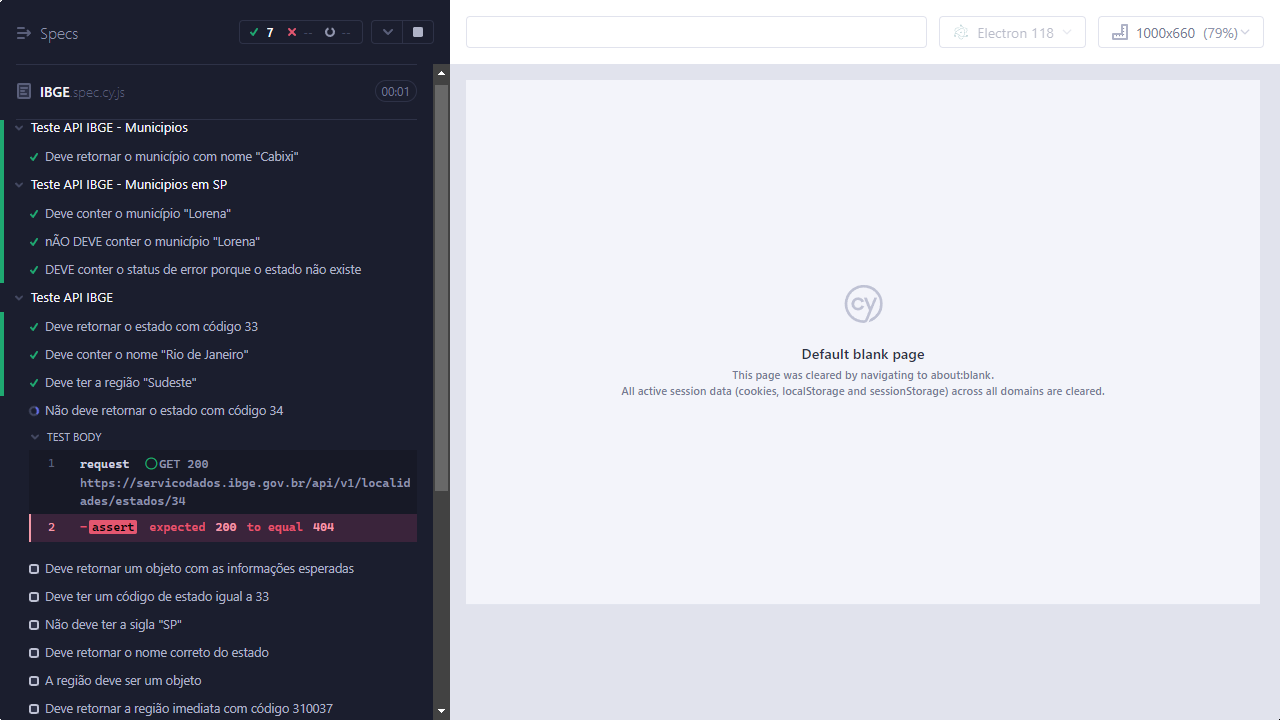 Specs
7
--
--
IBGE.spec.cy.js
00:01
Teste API IBGE - Municipios
Deve retornar o município com nome "Cabixi"
Teste API IBGE - Municipios em SP
Deve conter o município "Lorena"
nÃO DEVE conter o município "Lorena"
DEVE conter o status de error porque o estado não existe
Teste API IBGE
Deve retornar o estado com código 33
Deve conter o nome "Rio de Janeiro"
Deve ter a região "Sudeste"
Não deve retornar o estado com código 34
TEST BODY
1 request GET 200
https://servicodados.ibge.gov.br/api/v1/localid
ades/estados/34
2 -assert expected 200 to equal 404
Deve retornar um objeto com as informações esperadas
Deve ter um código de estado igual a 33
Não deve ter a sigla "SP"
Deve retornar o nome correto do estado
A região deve ser um objeto
Deve retornar a região imediata com código 310037
Electron 118
1000x660 (79%)
cy
Default blank page
This page was cleared by navigating to about:blank.
All active session data (cookies, localStorage and sessionStorage) across all domains are cleared.